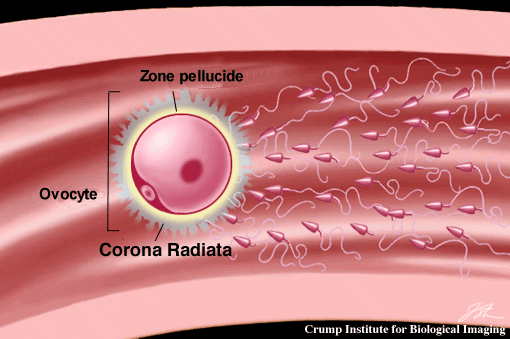 Zone pellucide
Ovocyte
Corona Radiata
Crump Institute for Biological Imaging